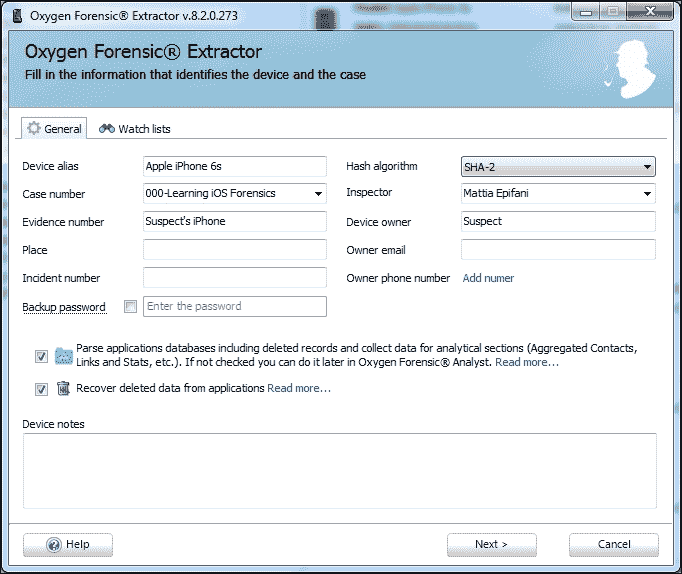 Oxygen Forensic® Extractor v.8.2.0.273
Oxygen Forensic® Extractor
Fill in the information that identifies the device and the case
General
Watch lists
Device alias
Apple iPhone 6s
Hash algorithm
SHA-2
Case number
000-Learning iOS Forensics
Inspector
Mattia Epifani
Evidence number
Suspect's iPhone
Device owner
Suspect
Place
Owner email
Incident number
Owner phone number
Add numer
Backup password
Enter the password
Parse applications databases including deleted records and collect data for analytical sections (Aggregated Contacts,
Links and Stats, etc.). If not checked you can do it later in Oxygen Forensic® Analyst. Read more...
Recover deleted data from applications Read more...
Device notes
Help
Next >
Cancel